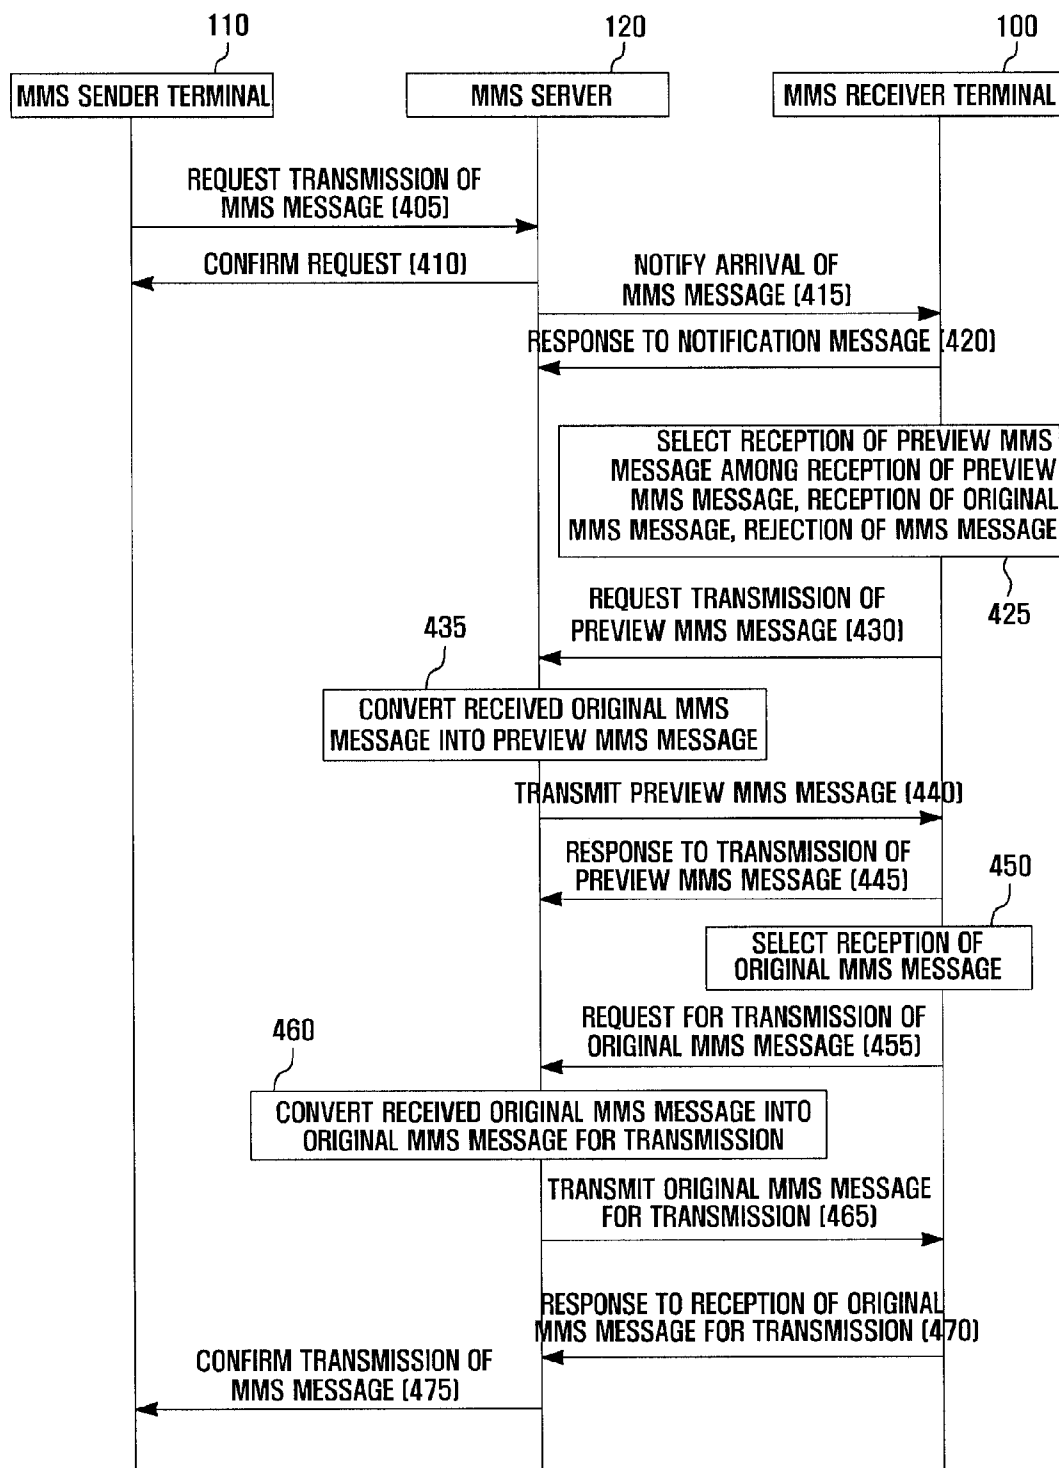 110
120
100
MMS SENDER TERMINAL
MMS SERVER
MMS RECEIVER TERMINAL
REQUEST TRANSMISSION OF
MMS MESSAGE (405)
CONFIRM REQUEST (410)
NOTIFY ARRIVAL OF
MMS MESSAGE (415)
RESPONSE TO NOTIFICATION MESSAGE (420)
SELECT RECEPTION OF PREVIEW MMS
MESSAGE AMONG RECEPTION OF PREVIEW
MMS MESSAGE, RECEPTION OF ORIGINAL
MMS MESSAGE, REJECTION OF MMS MESSAGE
425
REQUEST TRANSMISSION OF
PREVIEW MMS MESSAGE (430)
435
CONVERT RECEIVED ORIGINAL MMS
MESSAGE INTO PREVIEW MMS MESSAGE
TRANSMIT PREVIEW MMS MESSAGE (440)
RESPONSE TO TRANSMISSION OF
PREVIEW MMS MESSAGE (445)
450
SELECT RECEPTION OF
ORIGINAL MMS MESSAGE
REQUEST FOR TRANSMISSION OF
ORIGINAL MMS MESSAGE (455)
460
CONVERT RECEIVED ORIGINAL MMS MESSAGE INTO
ORIGINAL MMS MESSAGE FOR TRANSMISSION
TRANSMIT ORIGINAL MMS MESSAGE
FOR TRANSMISSION (465)
RESPONSE TO RECEPTION OF ORIGINAL
MMS MESSAGE FOR TRANSMISSION (470)
CONFIRM TRANSMISSION OF
MMS MESSAGE (475)